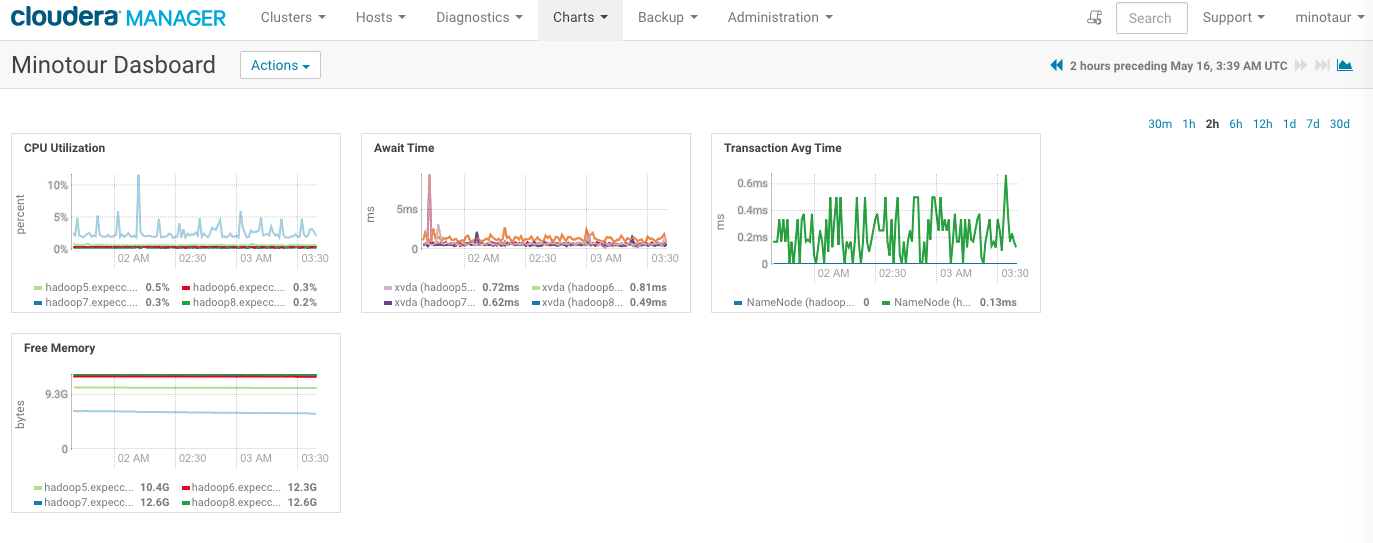 cloudera MANAGER Clusters Hosts Diagnostics Charts Backup Administration Search Support minotaur
Minotour Dasboard Actions 2 hours preceding May 16, 3:39 AM UTC
30m 1h 2h 6h 12h 1d 7d 30d
CPU Utilization
percent
10%
5%
0%
02 AM 02:30 03 AM 03:30
hadoop5.expecc... 0.5% hadoop6.expecc... 0.3%
hadoop7.expecc... 0.3% hadoop8.expecc... 0.2%
Await Time
ms
5ms
0
02 AM 02:30 03 AM 03:30
xvda (hadoop5... 0.72ms xvda (hadoop6... 0.81ms
xvda (hadoop7... 0.62ms xvda (hadoop8... 0.49ms
Transaction Avg Time
ms
0.6ms
0.4ms
0.2ms
0
02 AM 02:30 03 AM 03:30
NameNode (hadoop... 0 NameNode (h... 0.13ms
Free Memory
bytes
9.3G
0
02 AM 02:30 03 AM 03:30
hadoop5.expecc... 10.4G hadoop6.expecc... 12.3G
hadoop7.expecc... 12.6G hadoop8.expecc... 12.6G